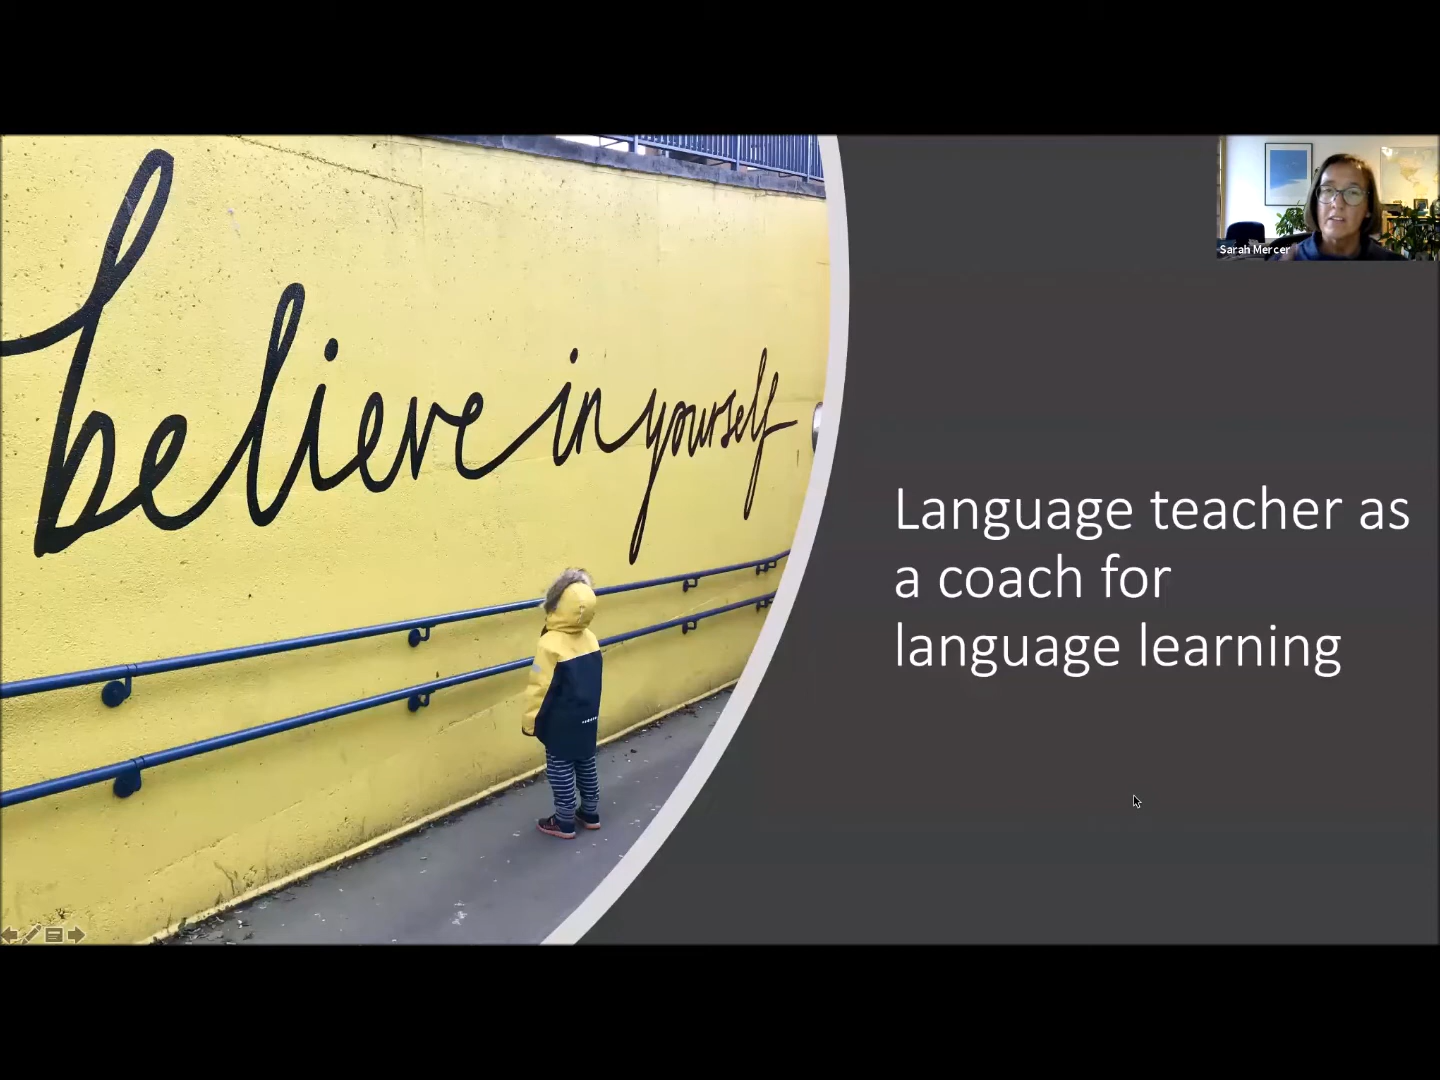 believe in yourself
Sarah Mercer
Language teacher as
a coach for
language learning